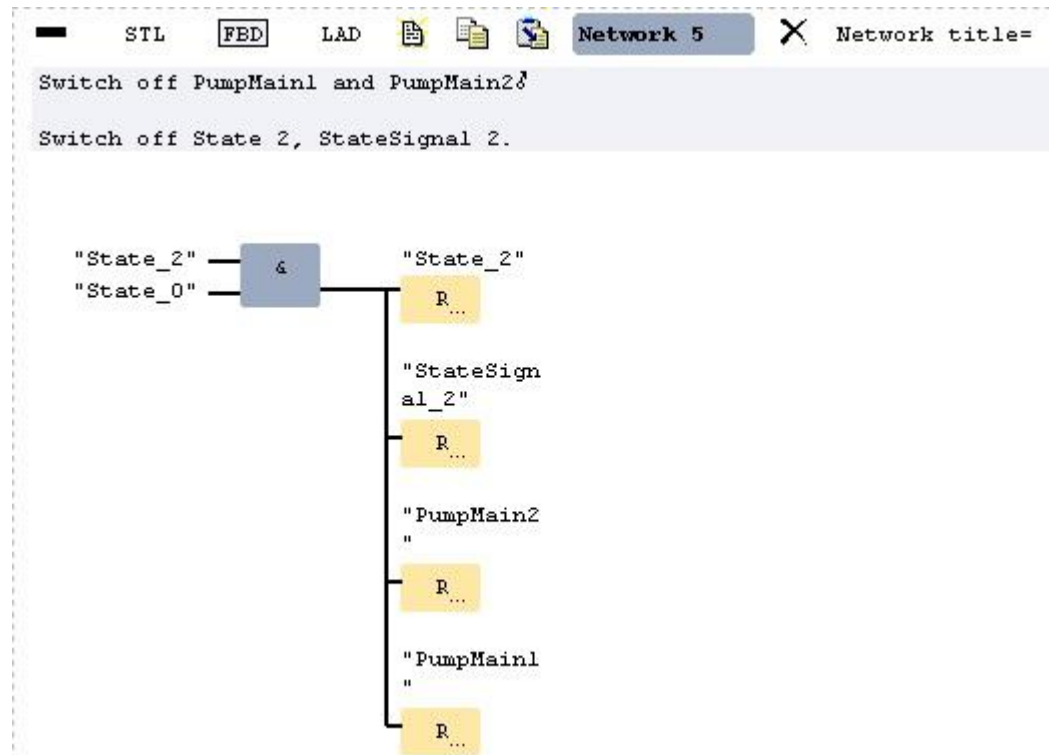 STL FBD LAD Network 5 Network title=
Switch off PumpMain1 and PumpMain2♂
Switch off State 2, StateSignal 2.
"State_2"
"State_0"
&
"State_2"
R
...
"StateSign
al_2"
R
...
"PumpMain2
"
R
...
"PumpMain1
"
R
...